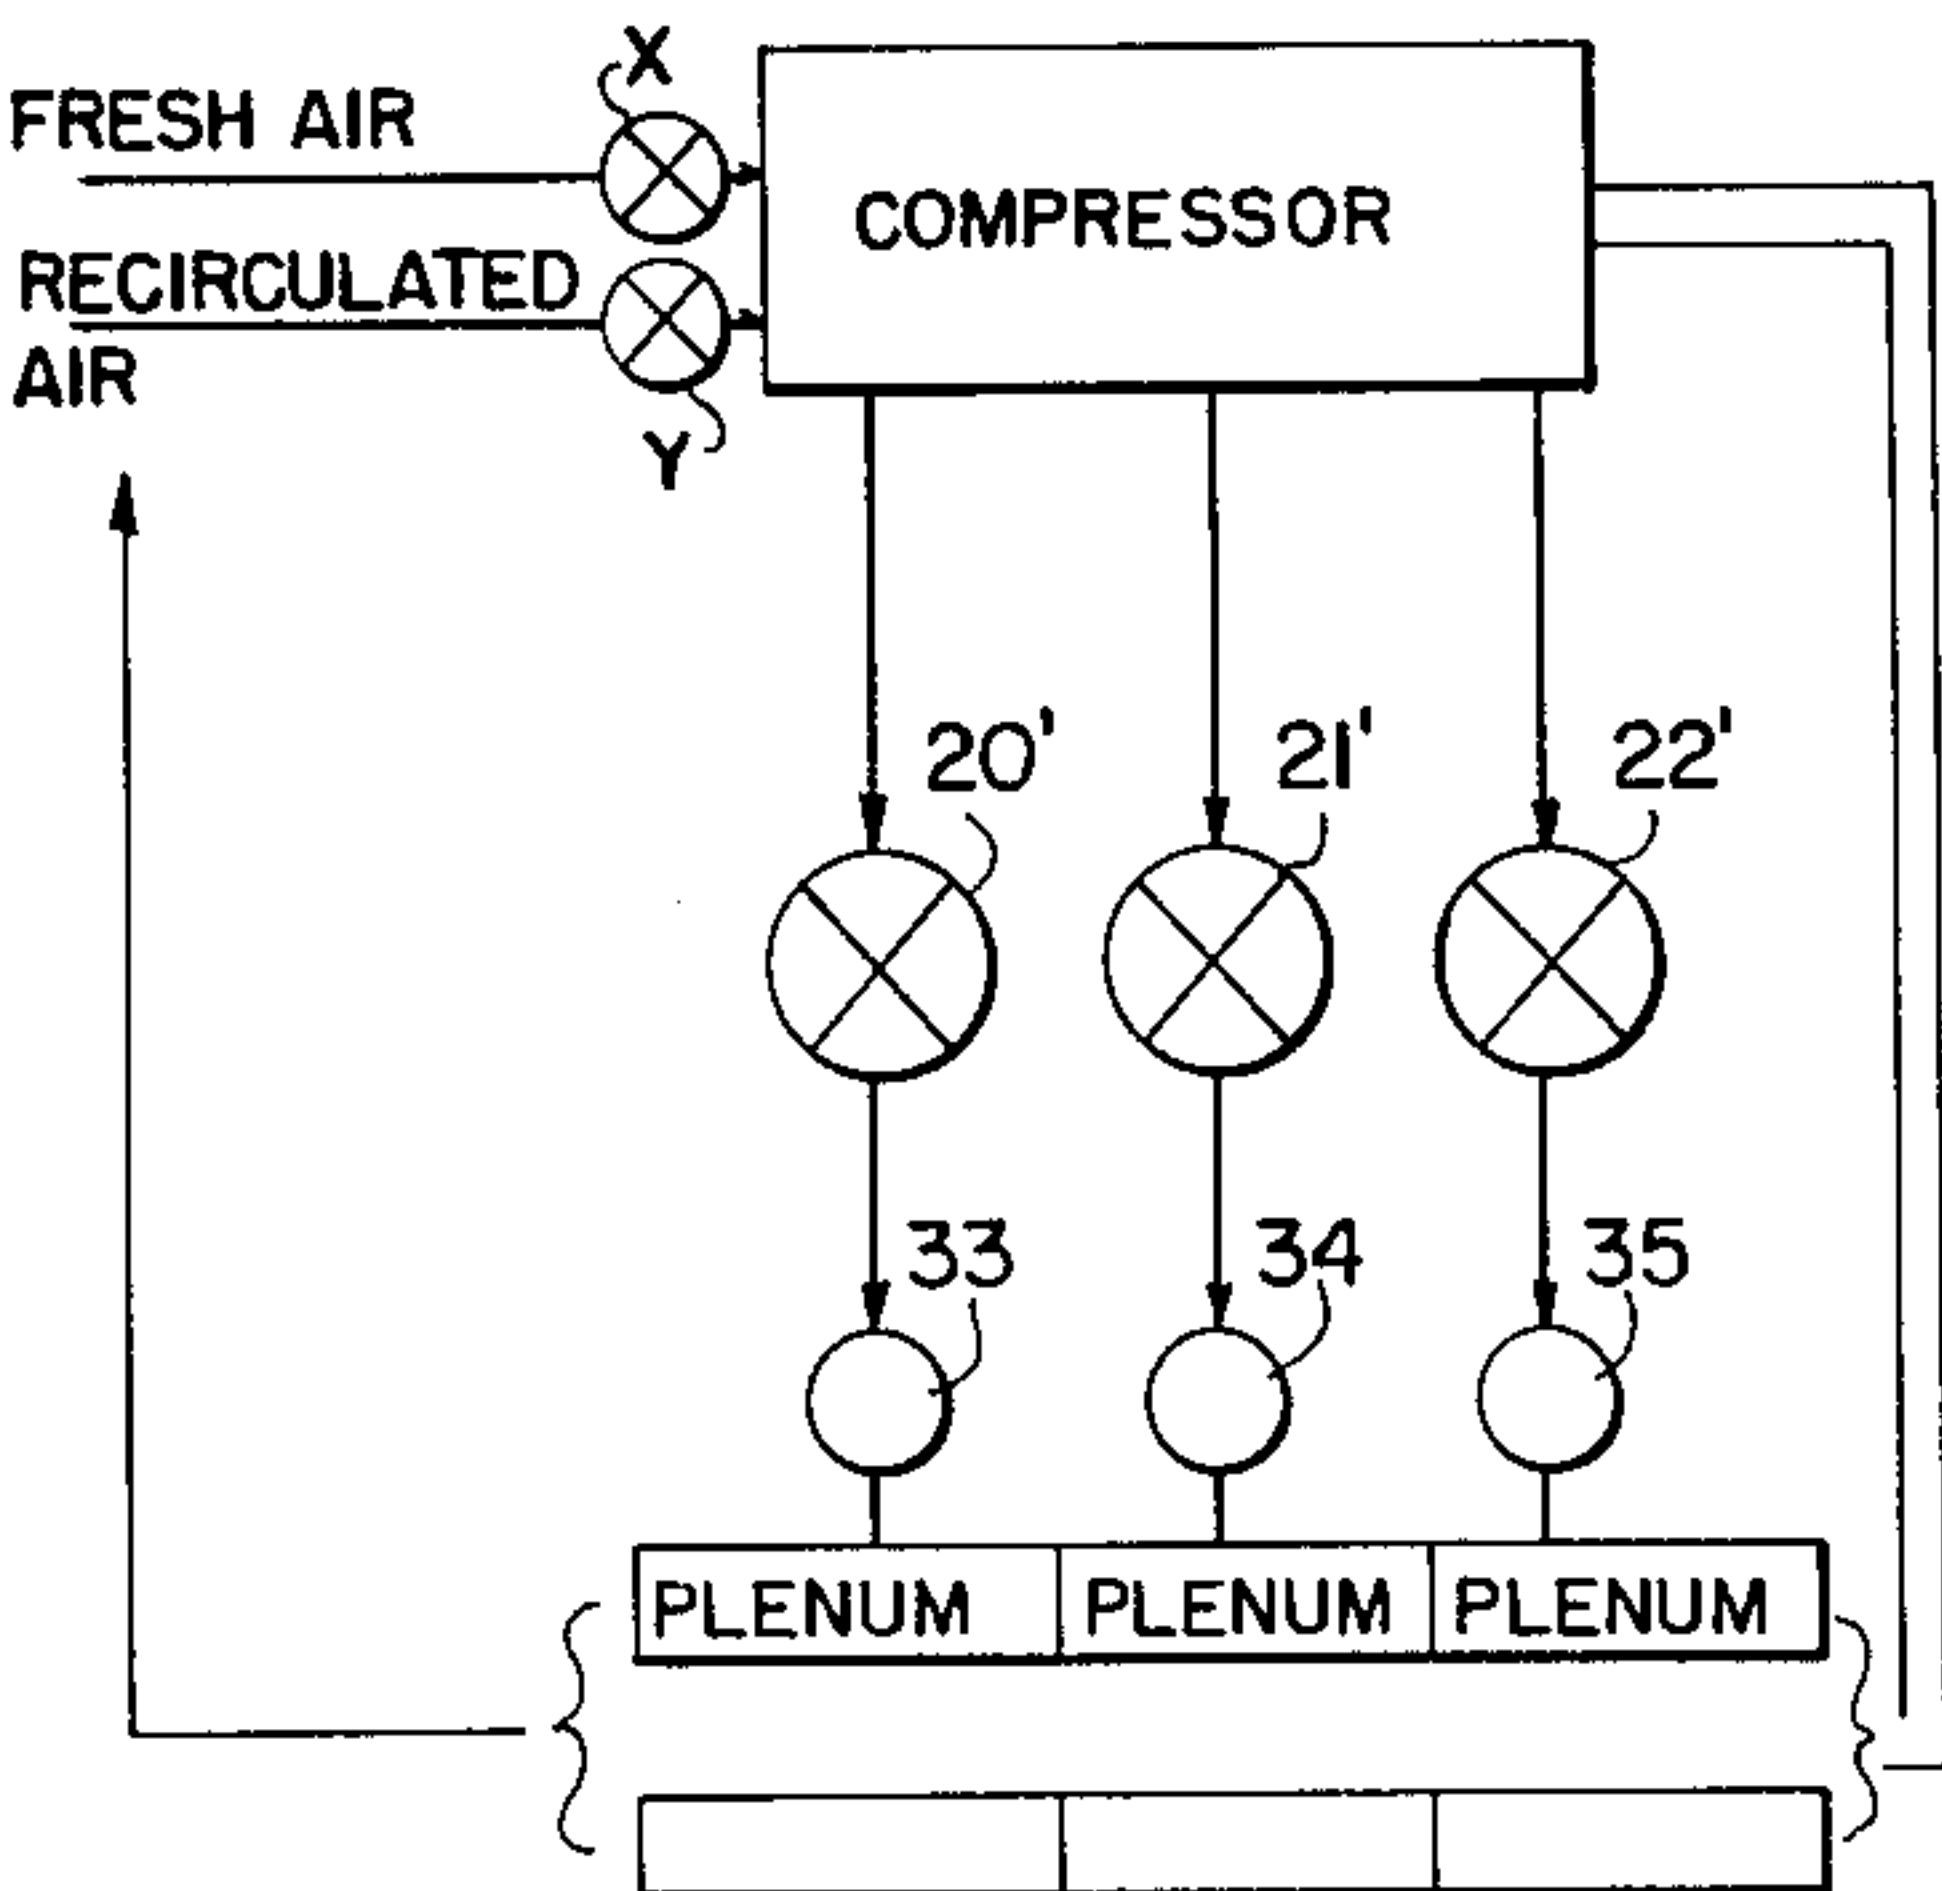 X
FRESH AIR
COMPRESSOR
RECIRCULATED
AIR
Y
20' 21' 22'
33 34 35
PLENUM PLENUM PLENUM